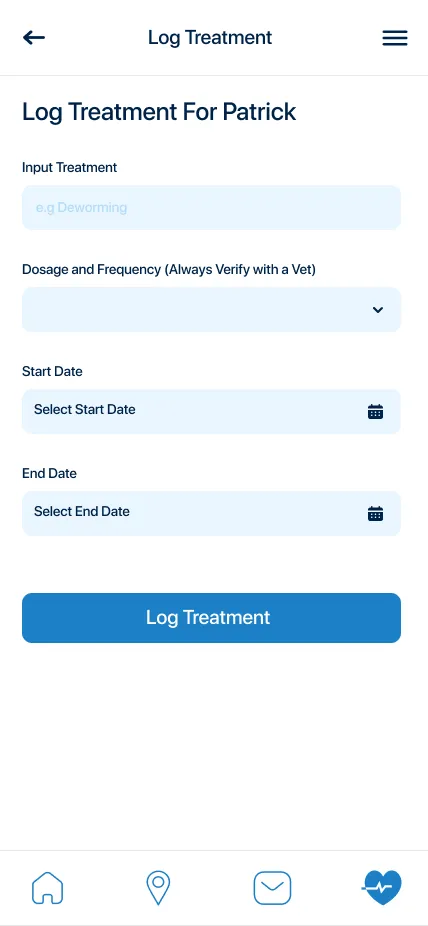 Log Treatment
Log Treatment For Patrick
Input Treatment
e.g Deworming
Dosage and Frequency (Always Verify with a Vet)
Start Date
Select Start Date
End Date
Select End Date
Log Treatment